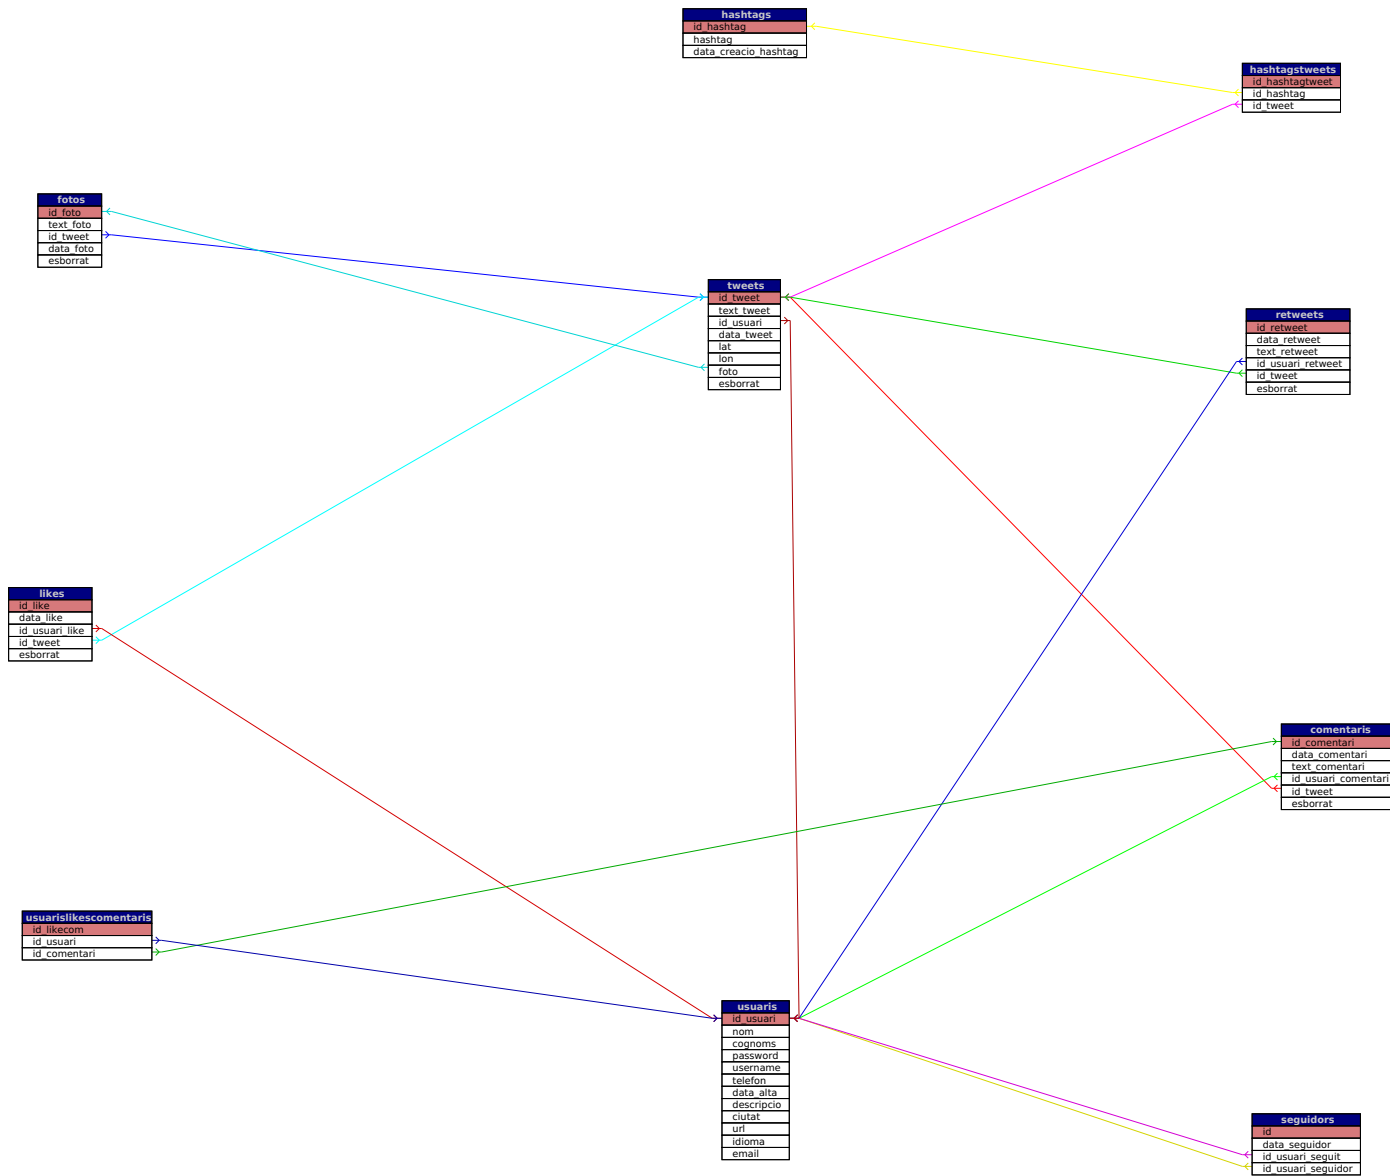 hashtags
id_hashtag
hashtag
data_creacio_hashtag
hashtagstweets
id_hashtagtweet
id_hashtag
id_tweet
fotos
id_foto
text_foto
id_tweet
data_foto
esborrat
tweets
id_tweet
text_tweet
id_usuari
data_tweet
lat
lon
foto
esborrat
retweets
id_retweet
data_retweet
text_retweet
id_usuari_retweet
id_tweet
esborrat
likes
id_like
data_like
id_usuari_like
id_tweet
esborrat
comentaris
id_comentari
data_comentari
text_comentari
id_usuari_comentari
id_tweet
esborrat
usuarislikescomentaris
id_likecom
id_usuari
id_comentari
usuaris
id_usuari
nom
cognoms
password
username
telefon
data_alta
descripcio
ciutat
url
idioma
email
seguidors
id
data_seguidor
id_usuari_seguit
id_usuari_seguidor